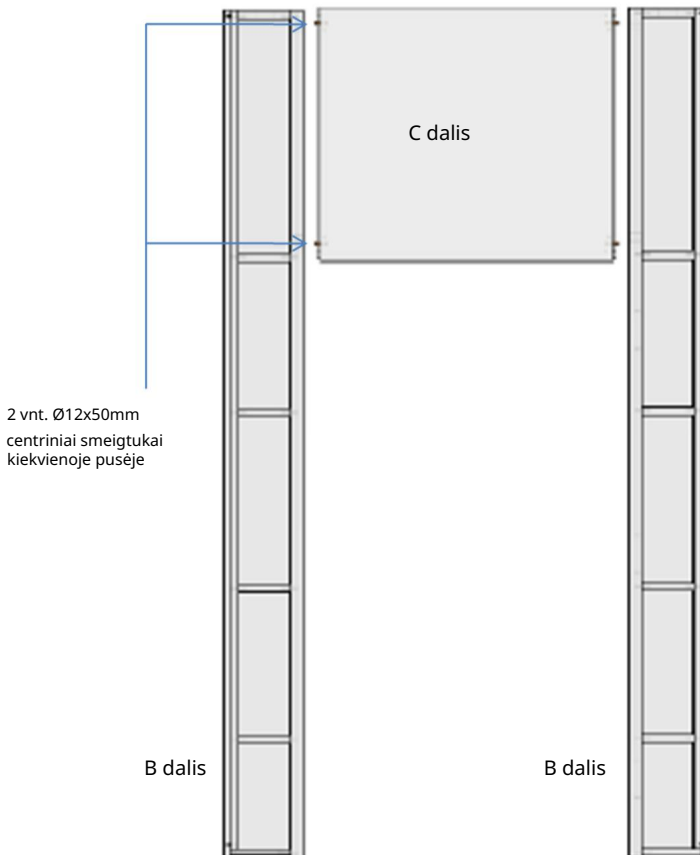 C dalis
2 vnt. Ø12x50mm
centriniai smeigtukai
kiekvienoje pusėje
B dalis
B dalis